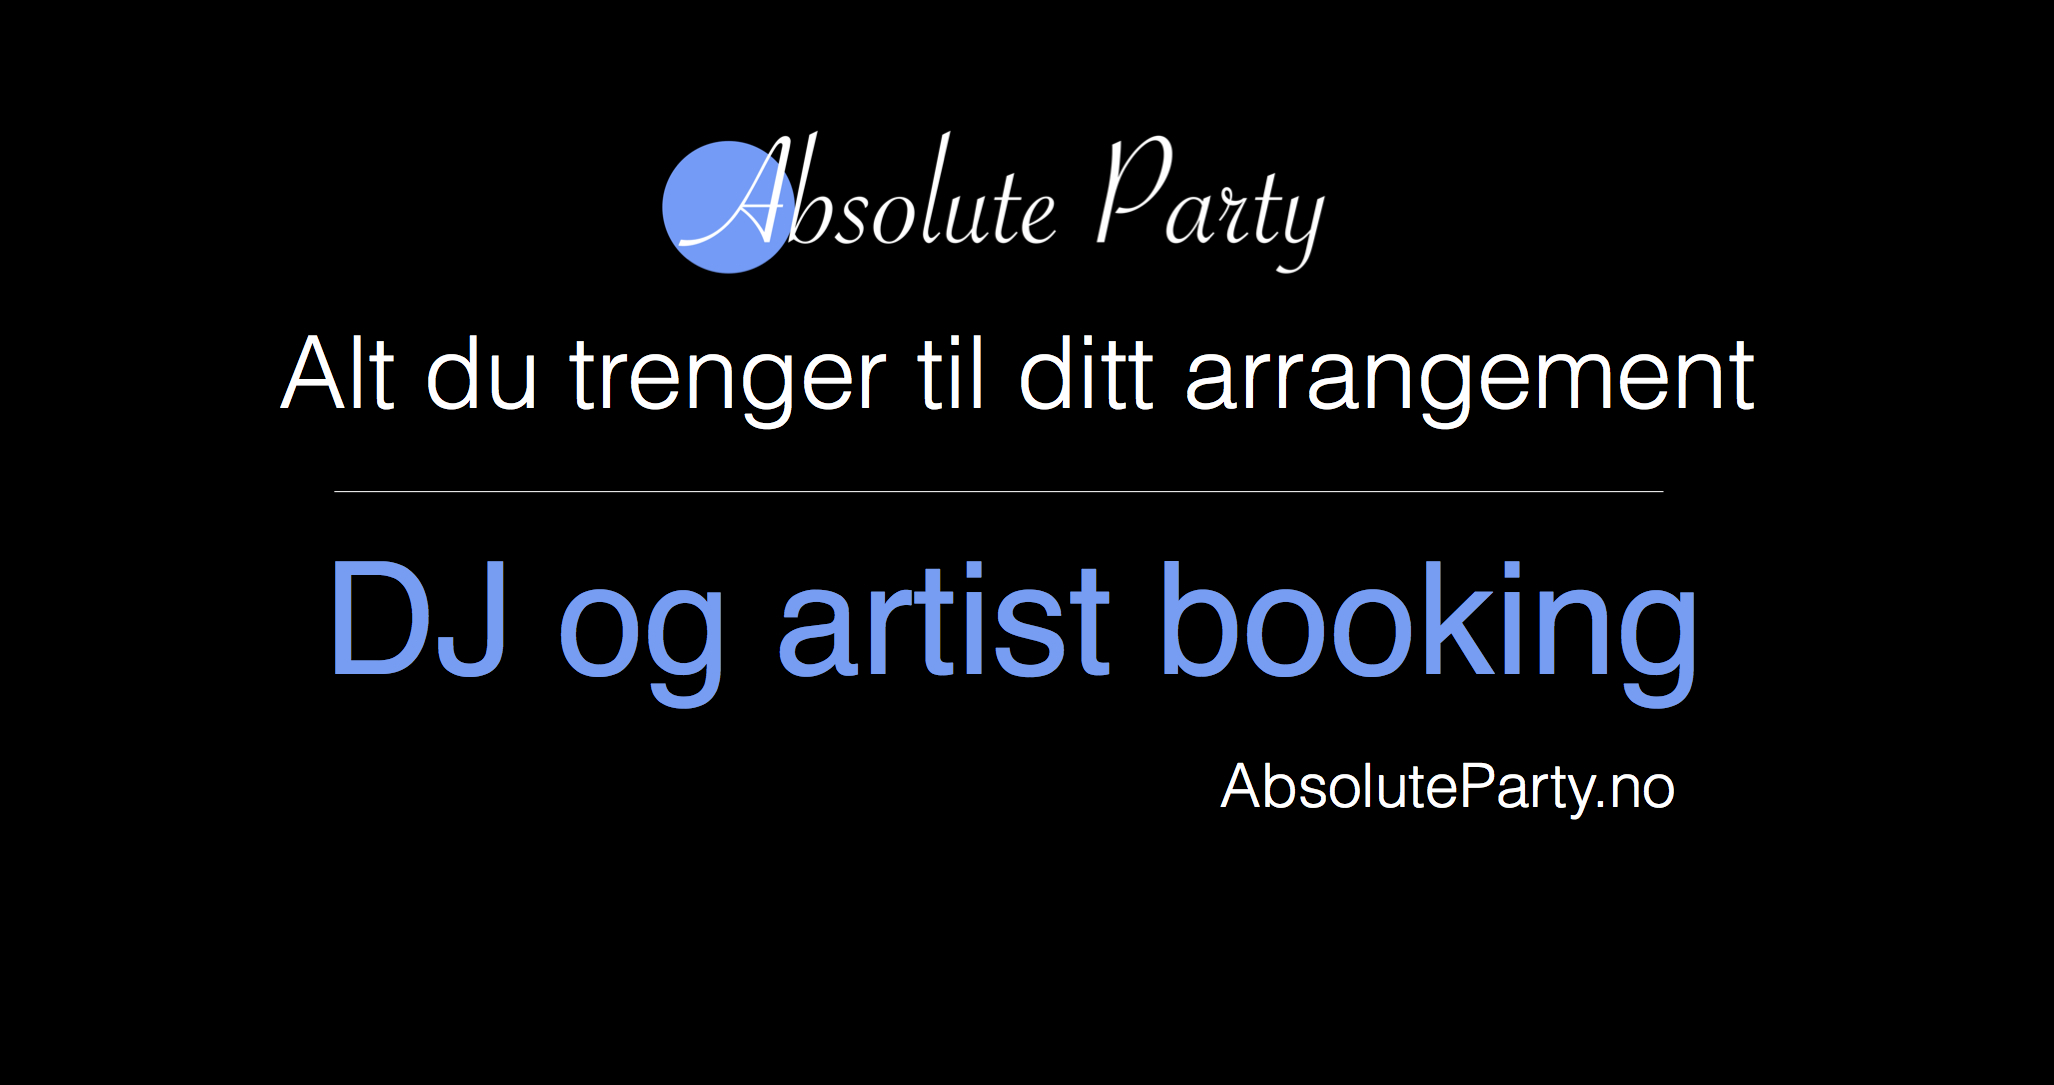 Absolute Party
Alt du trenger til ditt arrangement
DJ og artist booking
AbsoluteParty.no